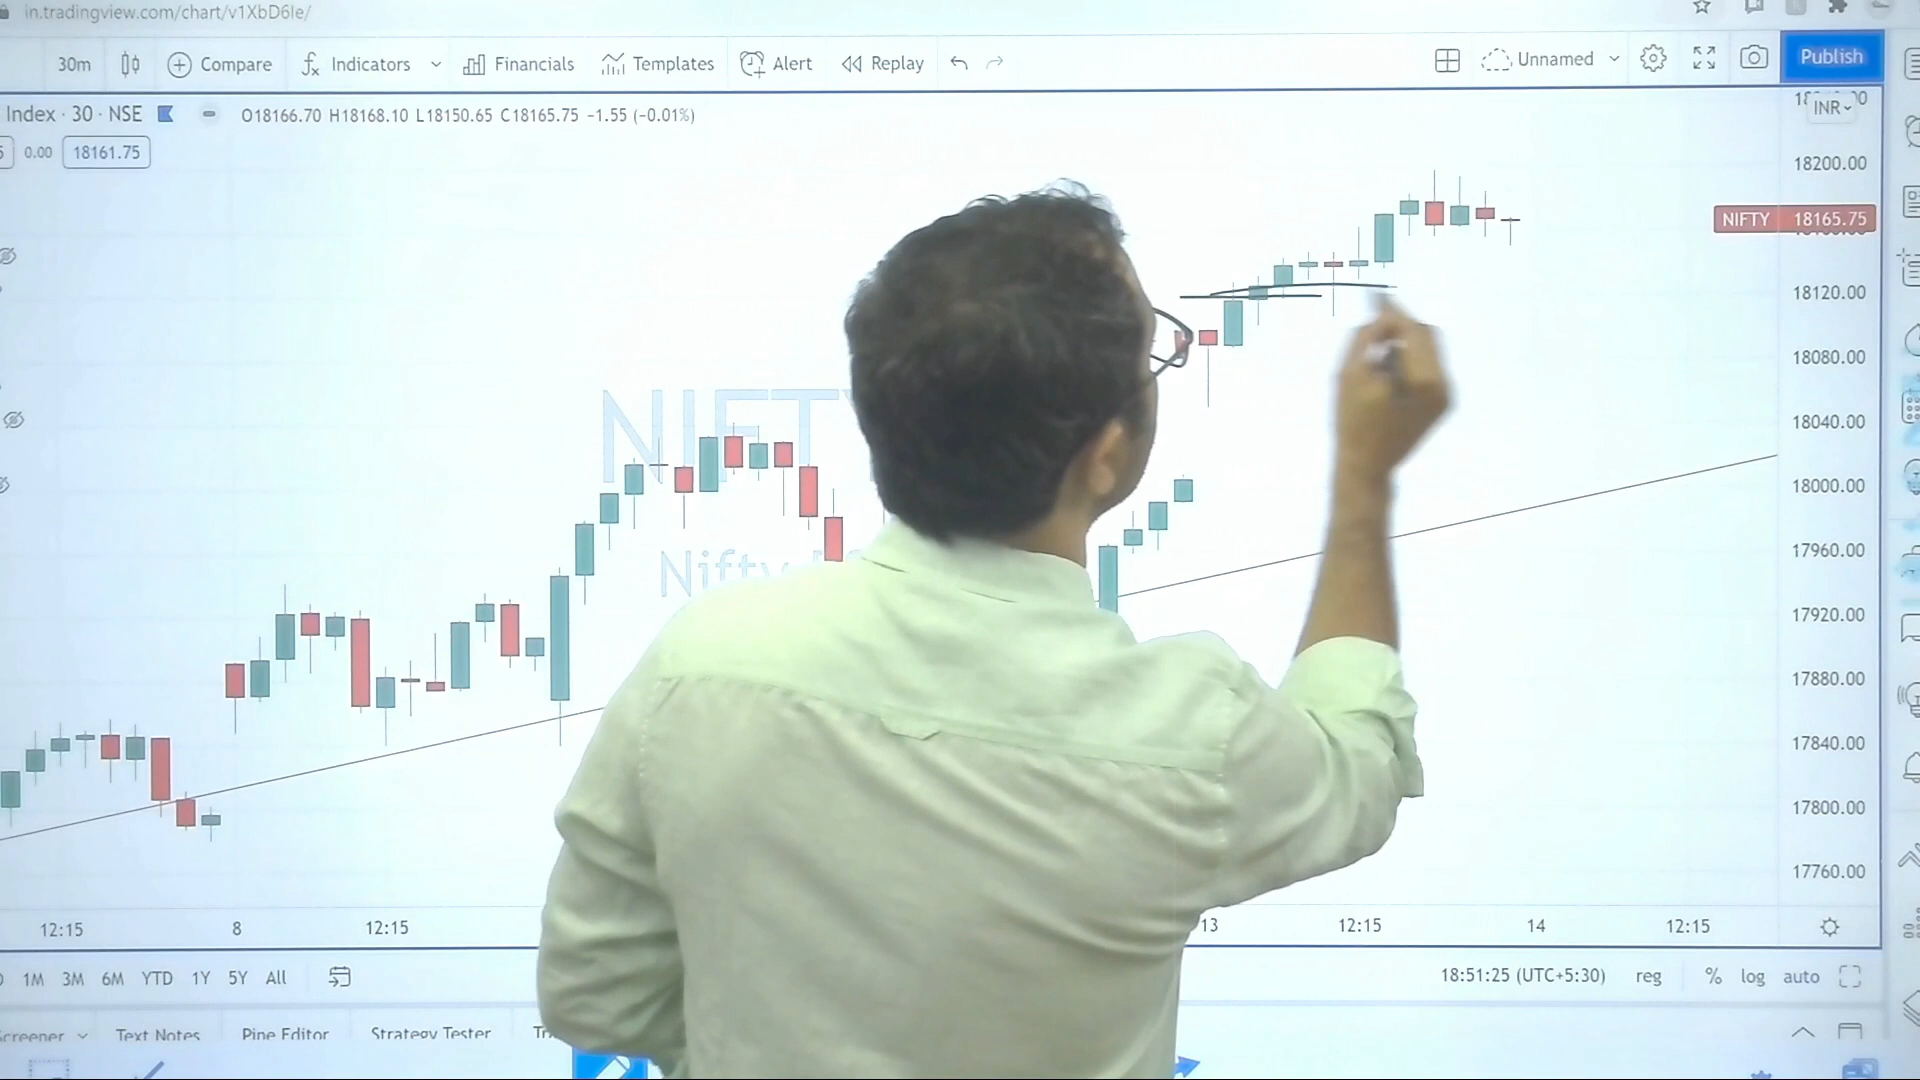 in.tradingview.com/chart/v1XbD6Ie/
30m Compare Indicators Financials Templates Alert Replay Unnamed Publish
Index · 30 · NSE O18166.70 H18168.10 L18150.65 C18165.75 −1.55 (−0.01%)
INR
0.00 18161.75
18200.00
NIFTY 18165.75
18120.00
18080.00
18040.00
NIFTY
18000.00
17960.00
Nifty
17920.00
17880.00
17840.00
17800.00
17760.00
12:15 8 12:15 13 12:15 14 12:15
1M 3M 6M YTD 1Y 5Y All 18:51:25 (UTC+5:30) reg % log auto
Screener Text Notes Pine Editor Strategy Tester